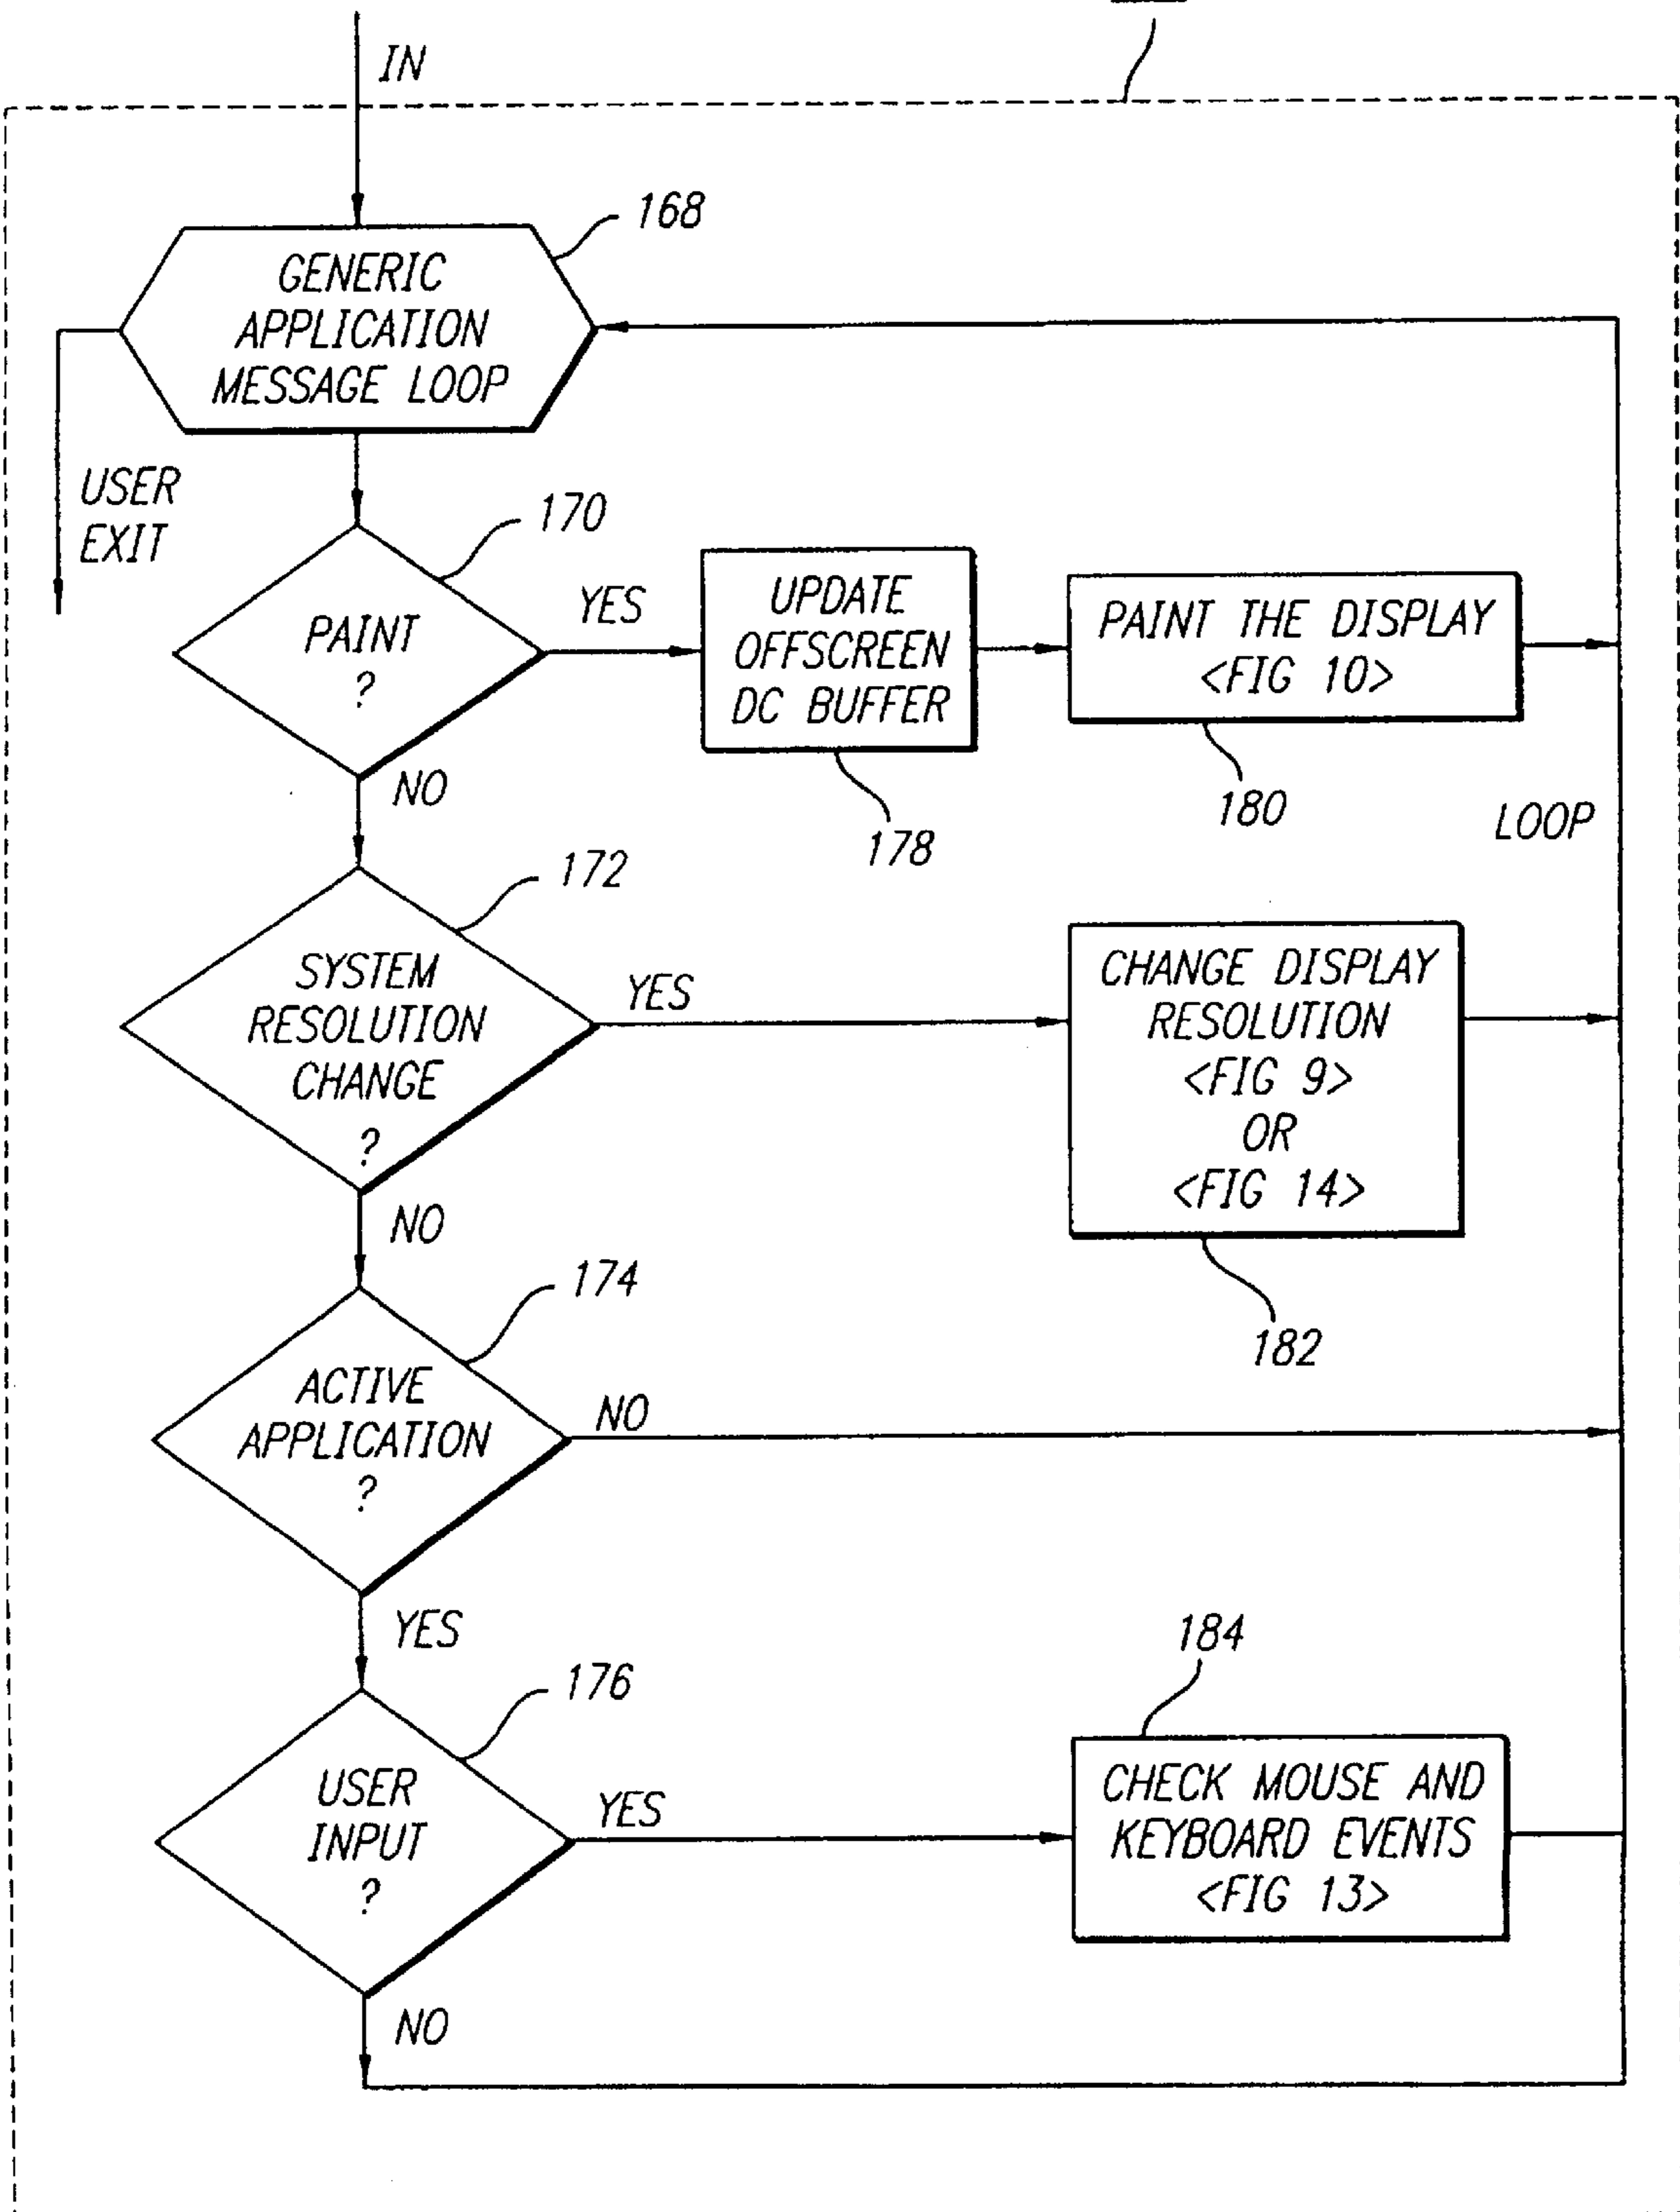 IN
168
GENERIC
APPLICATION
MESSAGE LOOP
USER
EXIT
170
PAINT
?
YES
UPDATE
OFFSCREEN
DC BUFFER
178
PAINT THE DISPLAY
<FIG 10>
180
LOOP
NO
172
SYSTEM
RESOLUTION
CHANGE
?
YES
CHANGE DISPLAY
RESOLUTION
<FIG 9>
OR
<FIG 14>
182
NO
174
ACTIVE
APPLICATION
?
NO
YES
176
USER
INPUT
?
YES
184
CHECK MOUSE AND
KEYBOARD EVENTS
<FIG 13>
NO